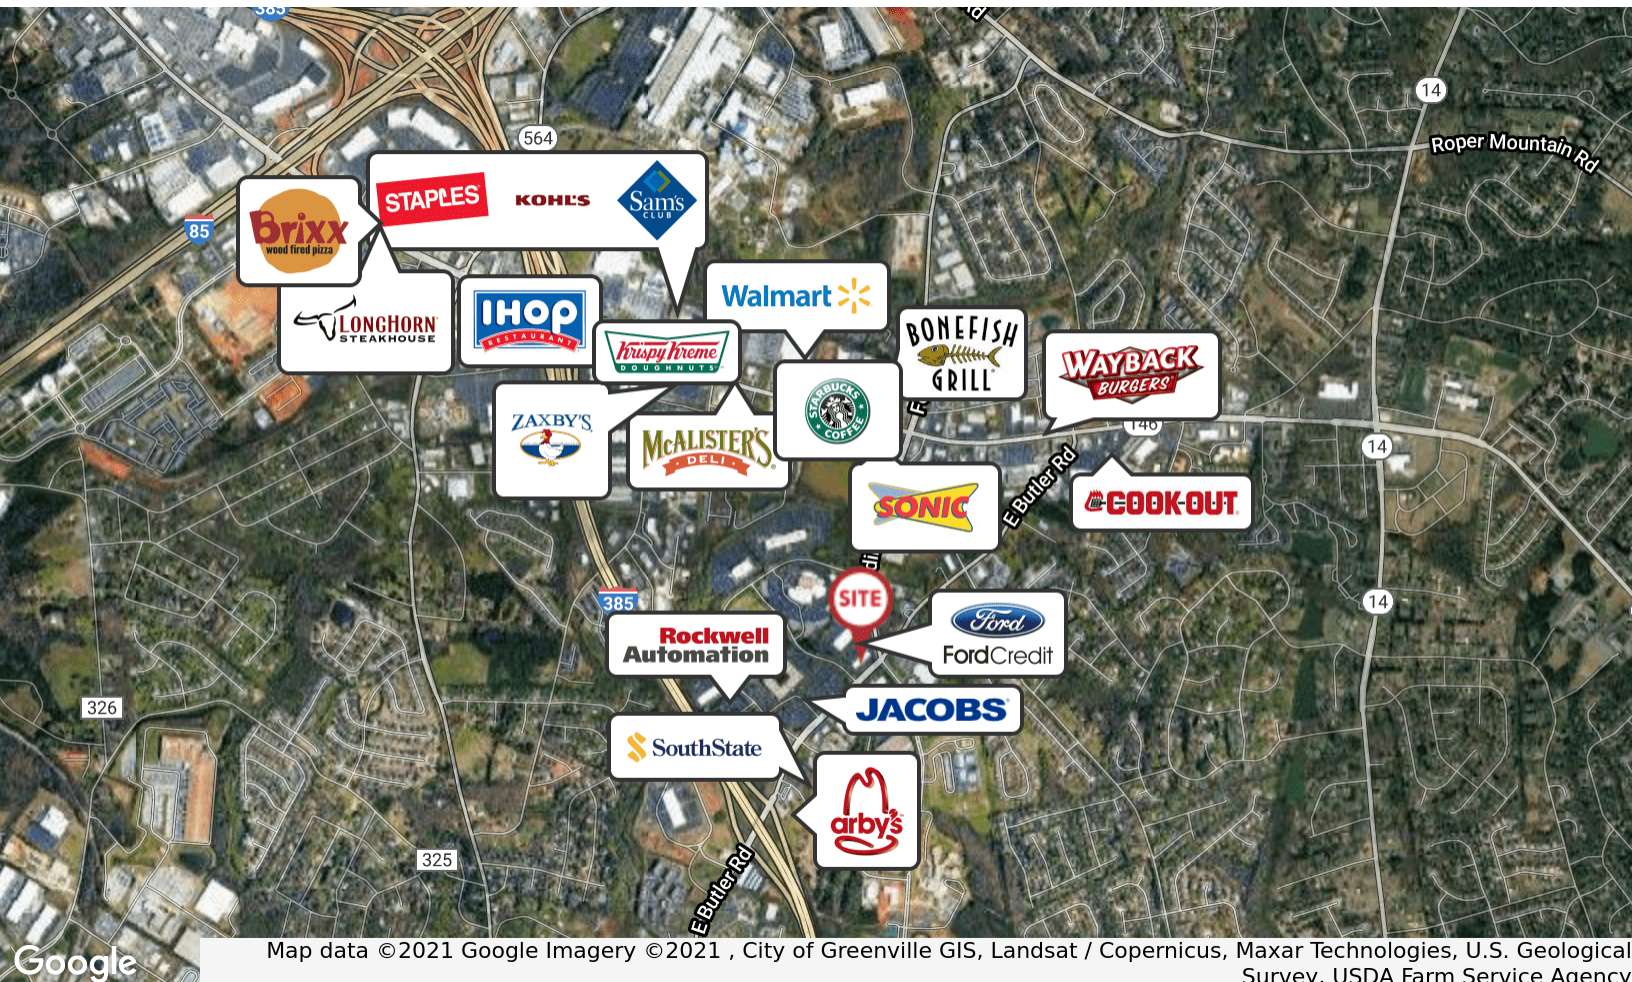 385
14
Roper Mountain Rd
564
STAPLES
KOHL'S
Sam's
CLUB
85
Brixx
wood fired pizza
LONGHORN
STEAKHOUSE
IHOP
RESTAURANT
Krispy Kreme
DOUGHNUTS
Walmart
BONEFISH
GRILL
WAYBACK
BURGERS
ZAXBY'S
McALISTER'S
DELI
STARBUCKS
COFFEE
146
14
E Butler Rd
SONIC
COOK-OUT
385
SITE
Ford
Ford Credit
14
Rockwell
Automation
JACOBS
326
SouthState
arby's
325
E Butler Rd
Google
Map data ©2021 Google Imagery ©2021 , City of Greenville GIS, Landsat / Copernicus, Maxar Technologies, U.S. Geological
Survey, USDA Farm Service Agency